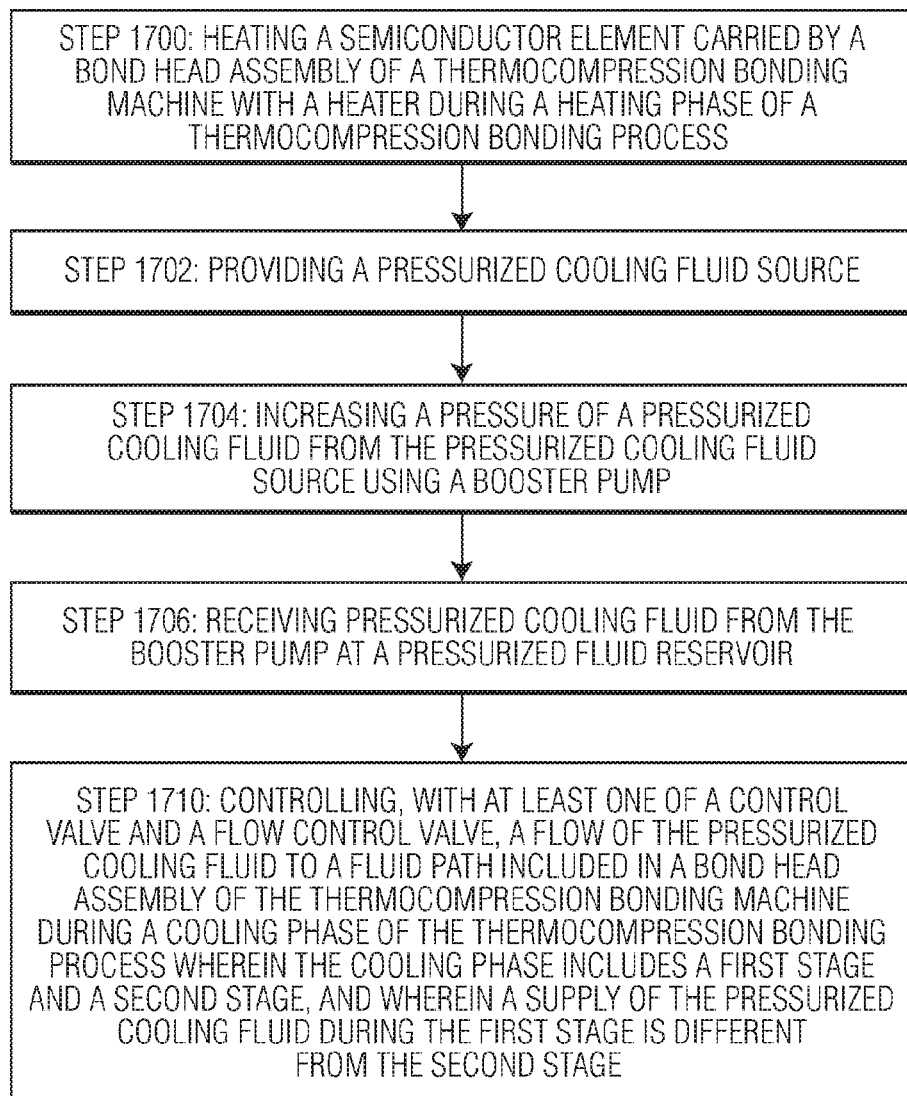 STEP 1700: HEATING A SEMICONDUCTOR ELEMENT CARRIED BY A
BOND HEAD ASSEMBLY OF A THERMOCOMPRESSION BONDING
MACHINE WITH A HEATER DURING A HEATING PHASE OF A
THERMOCOMPRESSION BONDING PROCESS
STEP 1702: PROVIDING A PRESSURIZED COOLING FLUID SOURCE
STEP 1704: INCREASING A PRESSURE OF A PRESSURIZED
COOLING FLUID FROM THE PRESSURIZED COOLING FLUID
SOURCE USING A BOOSTER PUMP
STEP 1706: RECEIVING PRESSURIZED COOLING FLUID FROM THE
BOOSTER PUMP AT A PRESSURIZED FLUID RESERVOIR
STEP 1710: CONTROLLING, WITH AT LEAST ONE OF A CONTROL
VALVE AND A FLOW CONTROL VALVE, A FLOW OF THE PRESSURIZED
COOLING FLUID TO A FLUID PATH INCLUDED IN A BOND HEAD
ASSEMBLY OF THE THERMOCOMPRESSION BONDING MACHINE
DURING A COOLING PHASE OF THE THERMOCOMPRESSION BONDING
PROCESS WHEREIN THE COOLING PHASE INCLUDES A FIRST STAGE
AND A SECOND STAGE, AND WHEREIN A SUPPLY OF THE PRESSURIZED
COOLING FLUID DURING THE FIRST STAGE IS DIFFERENT
FROM THE SECOND STAGE